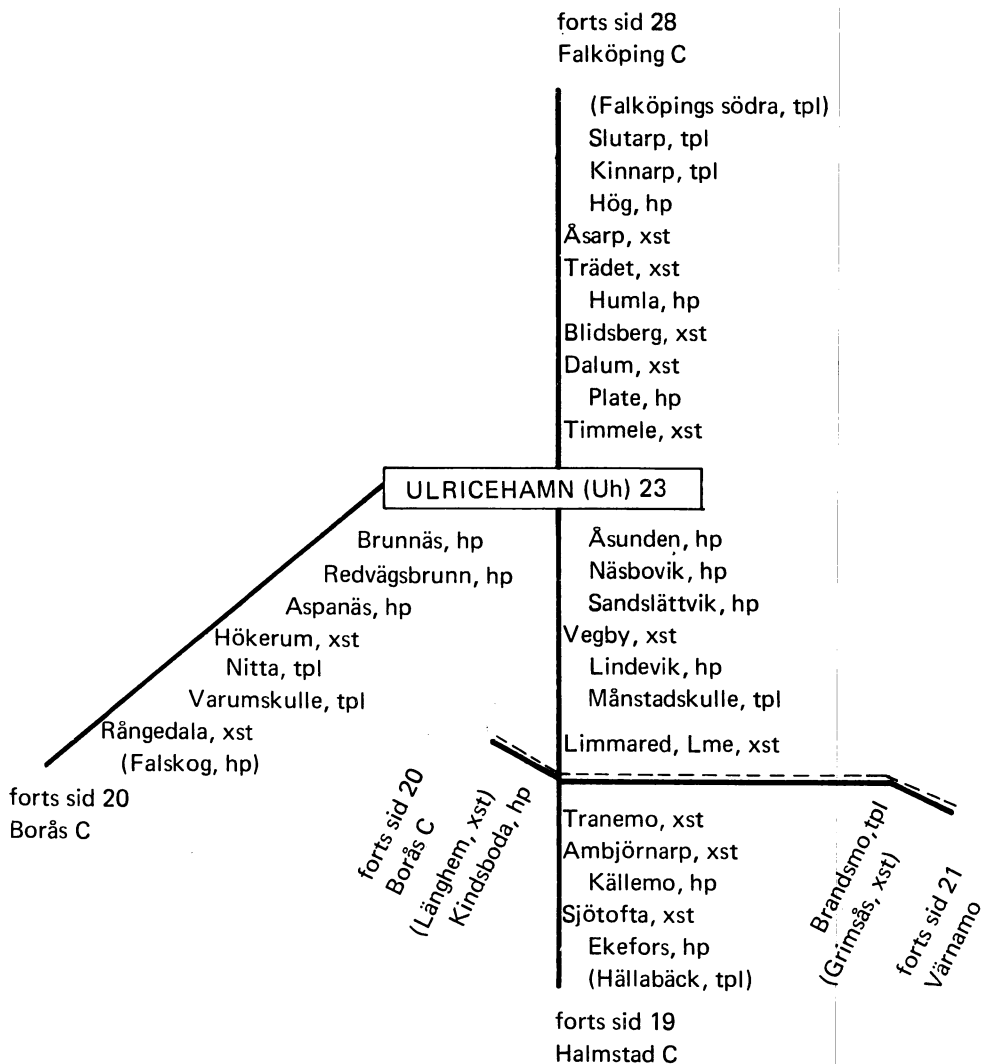 forts sid 28
Falköping C
(Falköpings södra, tpl)
Slutarp, tpl
Kinnarp, tpl
Hög, hp
Åsarp, xst
Trädet, xst
Humla, hp
Blidsberg, xst
Dalum, xst
Plate, hp
Timmele, xst
ULRICEHAMN (Uh) 23
Brunnäs, hp
Redvägsbrunn, hp
Aspanäs, hp
Hökerum, xst
Nitta, tpl
Varumskulle, tpl
Rångedala, xst
(Falskog, hp)
forts sid 20
Borås C
Åsunden, hp
Näsbovik, hp
Sandslättvik, hp
Vegby, xst
Lindevik, hp
Månstadskulle, tpl
Limmared, Lme, xst
forts sid 20
Borås C
(Länghem, xst)
Kindsboda, hp
Tranemo, xst
Ambjörnarp, xst
Källemo, hp
Sjötofta, xst
Ekefors, hp
(Hällabäck, tpl)
forts sid 19
Halmstad C
Brandsmo, tpl
(Grimsås, xst)
forts sid 21
Värnamo